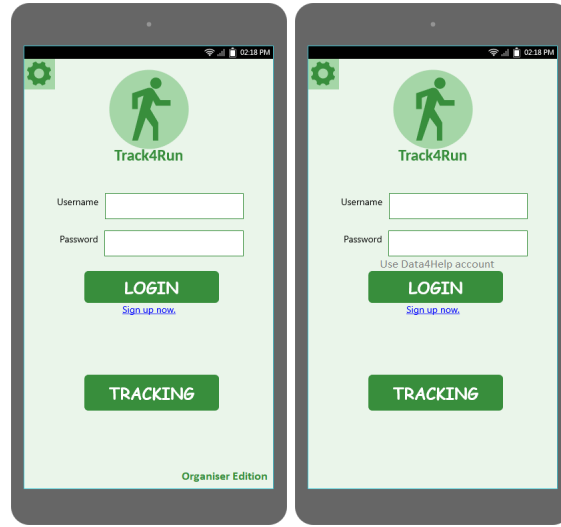 02:18 PM
Track4Run
Username
Password
LOGIN
Sign up now.
TRACKING
Organiser Edition
02:18 PM
Track4Run
Username
Password
Use Data4Help account
LOGIN
Sign up now.
TRACKING